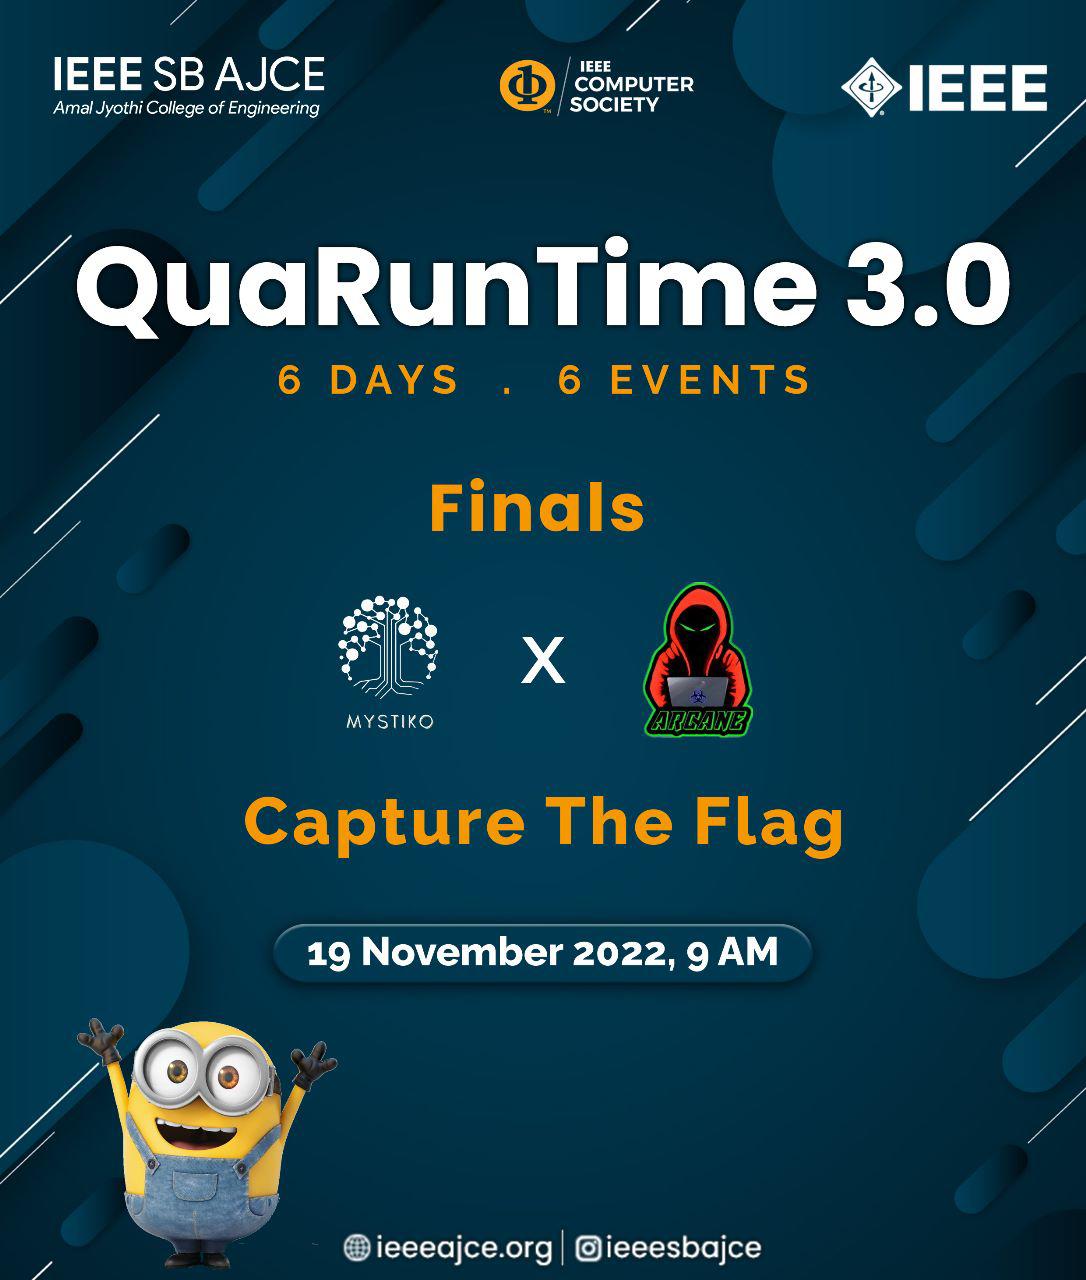 IEEE SB AJCE
Amal Jyothi College of Engineering
IEEE
COMPUTER
SOCIETY
TM
IEEE
QuaRunTime 3.0
6 DAYS . 6 EVENTS
Finals
MYSTIKO
X
ARCANE
Capture The Flag
19 November 2022, 9 AM
ieeeajce.org
ieeesbajce